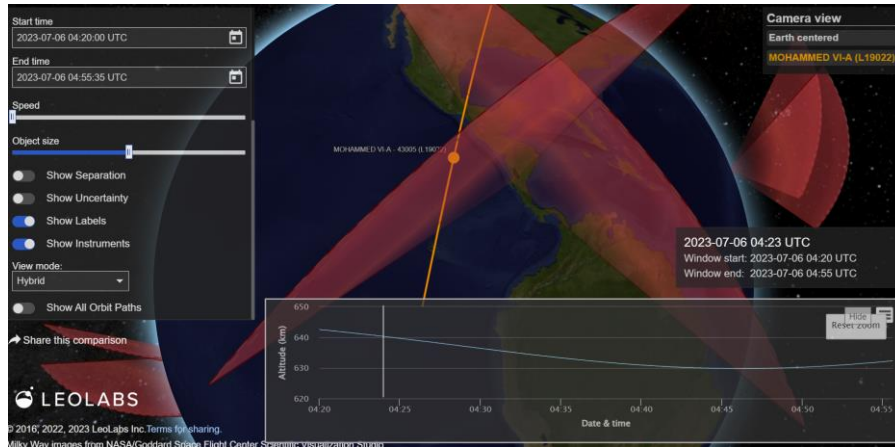 Start time
2023-07-06 04:20:00 UTC
End time
2023-07-06 04:55:35 UTC
Speed
Object size
Show Separation
Show Uncertainty
Show Labels
Show Instruments
View mode:
Hybrid
Show All Orbit Paths
Share this comparison
LEOLABS
© 2016, 2022, 2023 LeoLabs Inc.Terms for sharing.
Milky Way images from NASA/Goddard Space Flight Center Scientific Visualization Studio
MOHAMMED VI-A - 43005 (L19022)
Camera view
Earth centered
MOHAMMED VI-A (L19022)
2023-07-06 04:23 UTC
Window start: 2023-07-06 04:20 UTC
Window end: 2023-07-06 04:55 UTC
Hide
Reset zoom
Altitude (km)
650
640
630
620
04:20 04:25 04:30 04:35 04:40 04:45 04:50 04:55
Date & time